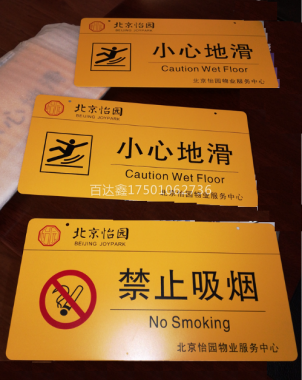 北京怡园
小心地滑
Caution Wet Floor
北京怡园物业服务中心
北京怡园
BEIJING JOYPARK
小心地滑
Caution Wet Floor
北京怡园物业服务中心
百达鑫17501062736
北京怡园
BEIJING JOYPARK
禁止吸烟
No Smoking
北京怡园物业服务中心